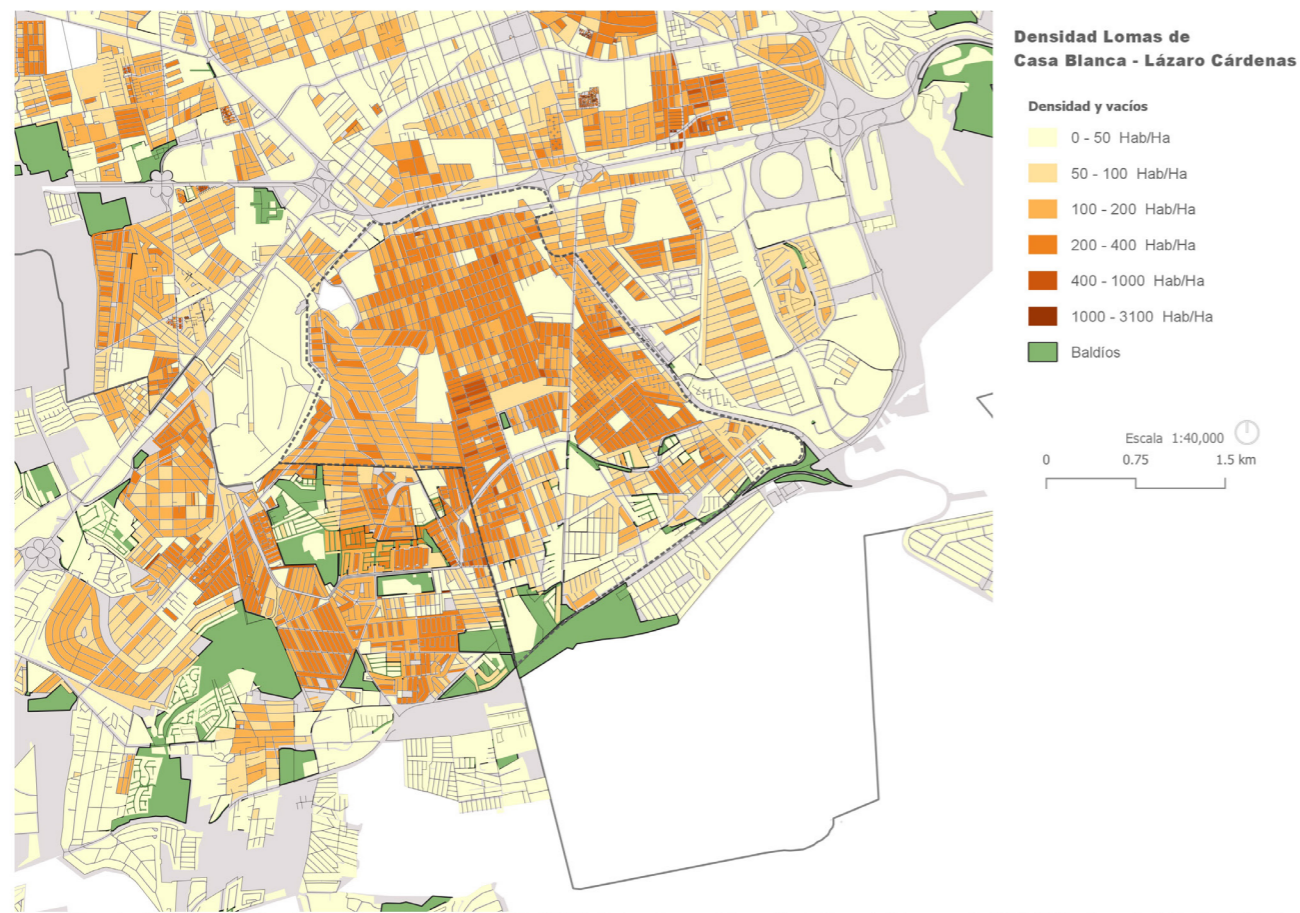 Densidad Lomas de
Casa Blanca - Lázaro Cárdenas
Densidad y vacíos
0 - 50 Hab/Ha
50 - 100 Hab/Ha
100 - 200 Hab/Ha
200 - 400 Hab/Ha
400 - 1000 Hab/Ha
1000 - 3100 Hab/Ha
Baldíos
Escala 1:40,000
0 0.75 1.5 km